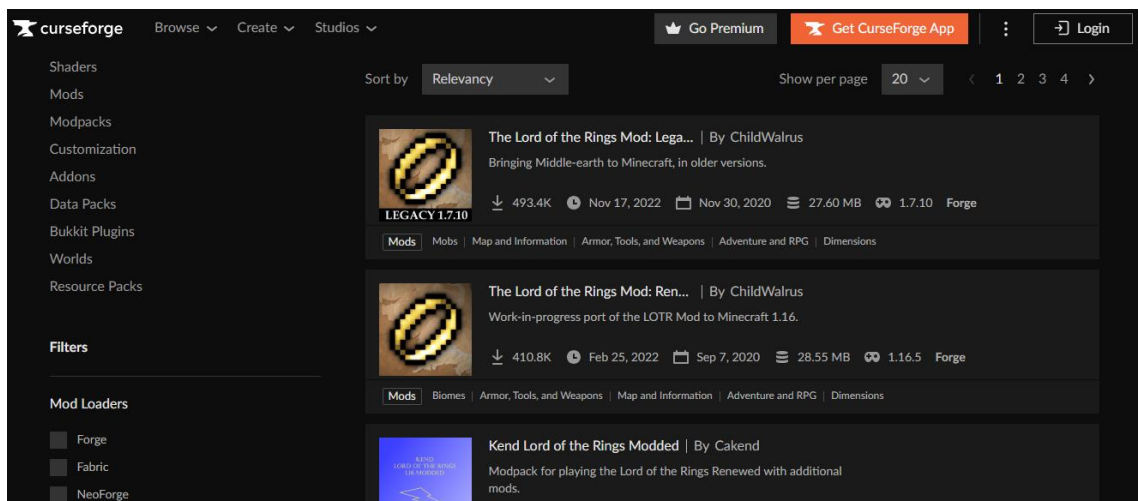 curseforge Browse Create Studios Go Premium Get CurseForge App Login
Shaders
Mods
Modpacks
Customization
Addons
Data Packs
Bukkit Plugins
Worlds
Resource Packs
Filters
Mod Loaders
Forge
Fabric
NeoForge
Sort by Relevancy Show per page 20 1 2 3 4
LEGACY 1.7.10
The Lord of the Rings Mod: Lega... | By ChildWalrus
Bringing Middle-earth to Minecraft, in older versions.
493.4K Nov 17, 2022 Nov 30, 2020 27.60 MB 1.7.10 Forge
Mods Mobs | Map and Information | Armor, Tools, and Weapons | Adventure and RPG | Dimensions
The Lord of the Rings Mod: Ren... | By ChildWalrus
Work-in-progress port of the LOTR Mod to Minecraft 1.16.
410.8K Feb 25, 2022 Sep 7, 2020 28.55 MB 1.16.5 Forge
Mods Biomes | Armor, Tools, and Weapons | Map and Information | Adventure and RPG | Dimensions
KEND
LORD OF THE RINGS
MODDED
Kend Lord of the Rings Modded | By Cakend
Modpack for playing the Lord of the Rings Renewed with additional
mods.